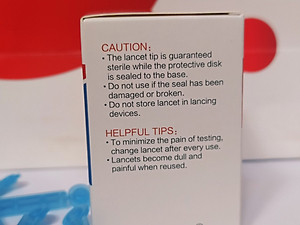 CAUTION:
• The lancet tip is guaranteed
sterile while the protective disk
is sealed to the base.
• Do not use if the seal has been
damaged or broken.
• Do not store lancet in lancing
devices.
HELPFUL TIPS:
• To minimize the pain of testing,
change lancet after every use.
• Lancets become dull and
painful when reused.